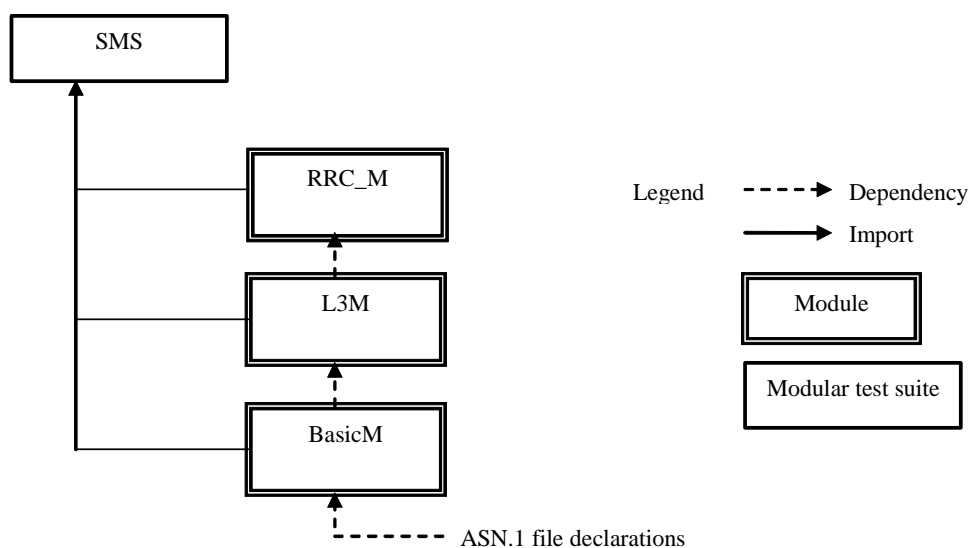 SMS
RRC_M
Legend
Dependency
Import
L3M
Module
Modular test suite
BasicM
ASN.1 file declarations